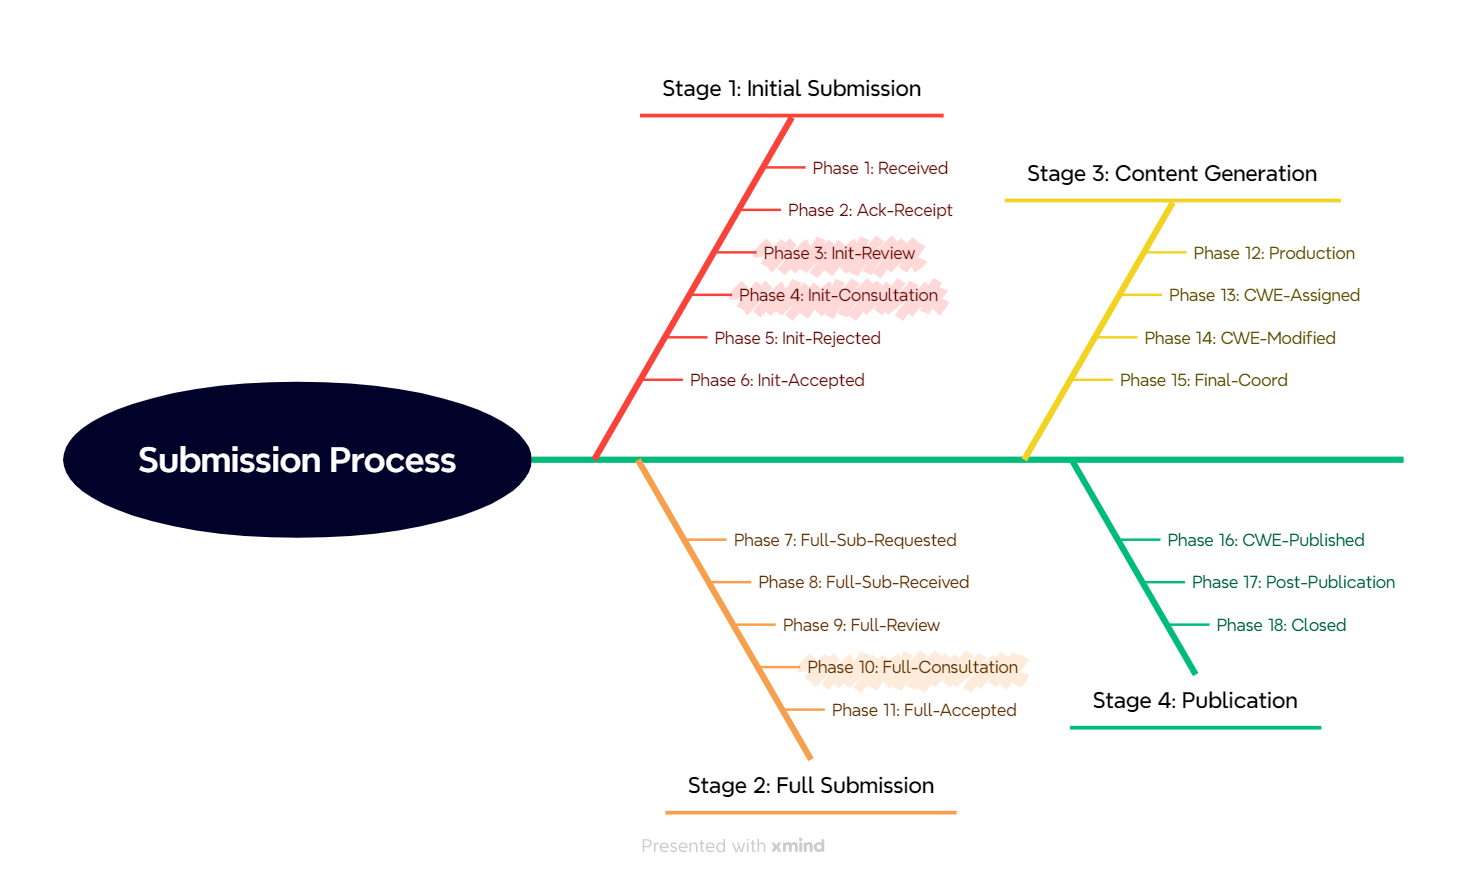 Submission Process
Stage 1: Initial Submission
Phase 1: Received
Phase 2: Ack-Receipt
Phase 3: Init-Review
Phase 4: Init-Consultation
Phase 5: Init-Rejected
Phase 6: Init-Accepted
Phase 7: Full-Sub-Requested
Phase 8: Full-Sub-Received
Phase 9: Full-Review
Phase 10: Full-Consultation
Phase 11: Full-Accepted
Stage 2: Full Submission
Stage 3: Content Generation
Phase 12: Production
Phase 13: CWE-Assigned
Phase 14: CWE-Modified
Phase 15: Final-Coord
Phase 16: CWE-Published
Phase 17: Post-Publication
Phase 18: Closed
Stage 4: Publication
Presented with xmind